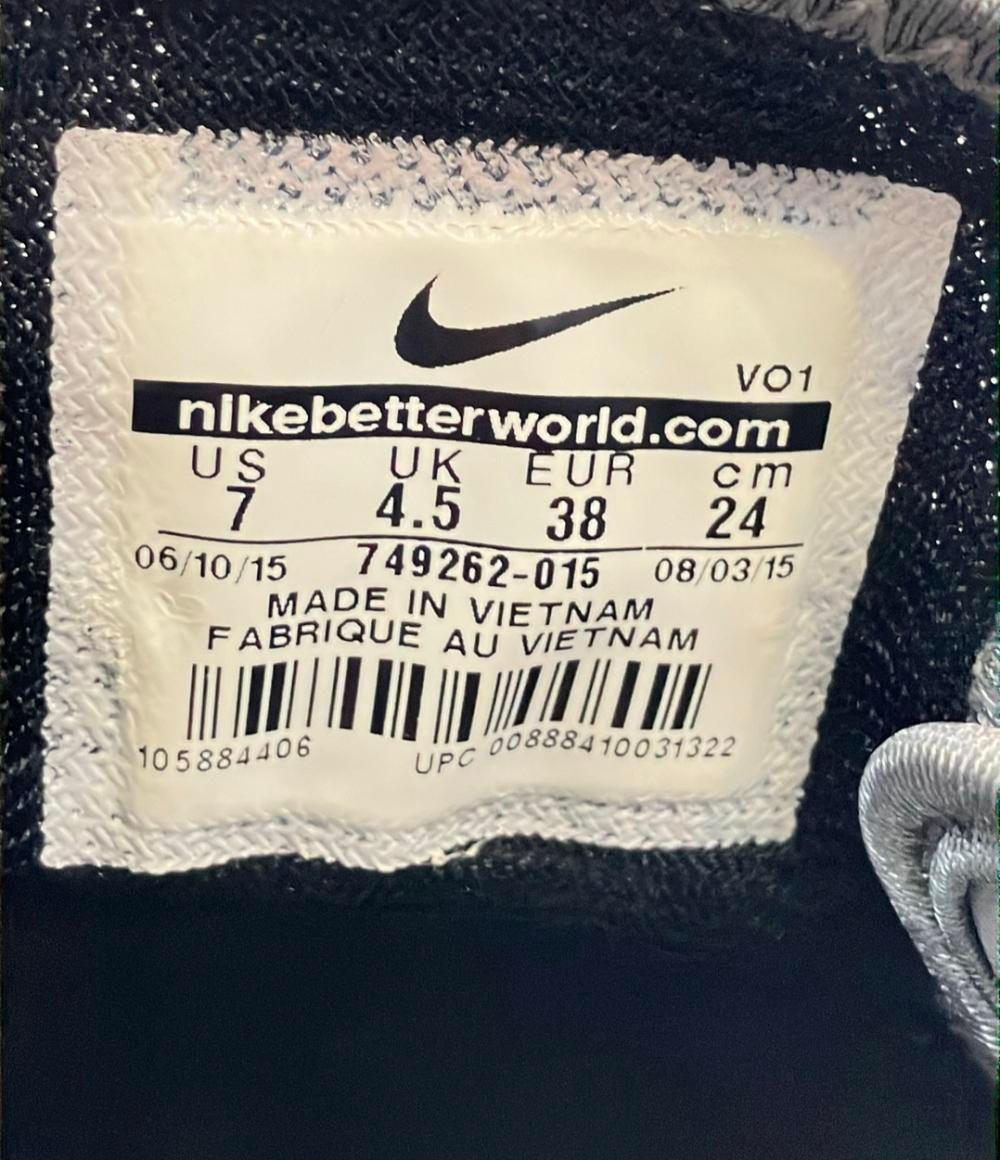 VO1
nikebetterworld.com
US UK EUR cm
7 4.5 38 24
06/10/15 749262-015 08/03/15
MADE IN VIETNAM
FABRIQUE AU VIETNAM
105884406 UPC 00888410031322